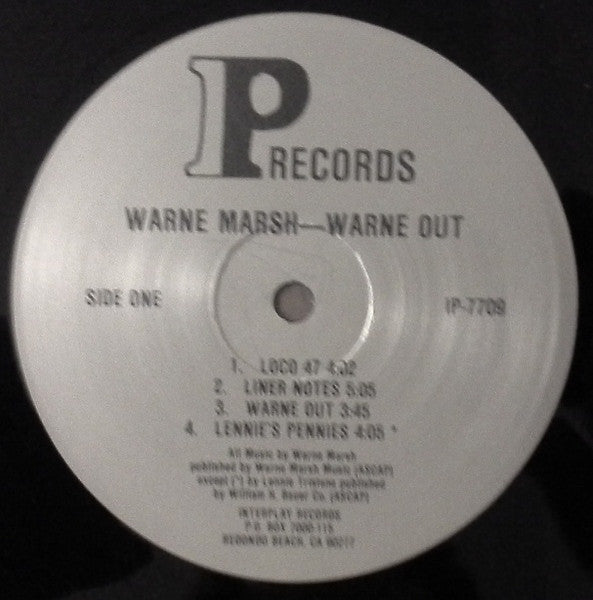 IP RECORDS
WARNE MARSH—WARNE OUT
SIDE ONE
IP-7709
1. LOCO 47 4:02
2. LINER NOTES 5:05
3. WARNE OUT 3:45
4. LENNIE'S PENNIES 4:05 *
All Music by Warne Marsh
published by Warne Marsh Music (ASCAP)
except (*) by Lennie Tristano published
by William H. Bauer Co. (ASCAP)
INTERPLAY RECORDS
P.O. BOX 7000-115
REDONDO BEACH, CA 90277